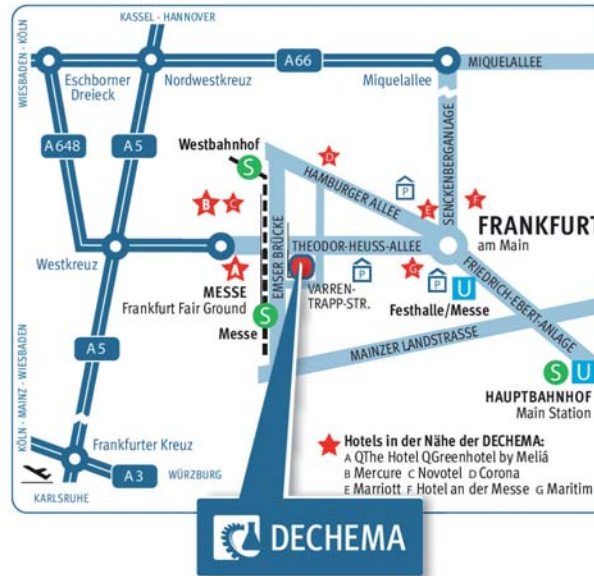 KASSEL - HANNOVER
WIESBADEN - KÖLN
A66
MIQUELALLEE
Eschborner
Dreieck
Nordwestkreuz
Miquelallee
A648
A5
Westbahnhof
S
D
HAMBURGER ALLEE
P
SENCKENBERGANLAGE
B
C
E
F
FRANKFURT
am Main
Westkreuz
THEODOR-HEUSS-ALLEE
A
EMSER BRÜCKE
MESSE
Frankfurt Fair Ground
VARREN-
TRAPP-STR.
P
G
P
U
Festhalle/Messe
FRIEDRICH-EBERT-ANLAGE
S
Messe
A5
MAINZER LANDSTRASSE
S U
HAUPTBAHNHOF
Main Station
KÖLN - MAINZ - WIESBADEN
Frankfurter Kreuz
A3
WÜRZBURG
KARLSRUHE
Hotels in der Nähe der DECHEMA:
A QThe Hotel QGreenhotel by Meliá
B Mercure C Novotel D Corona
E Marriott F Hotel an der Messe G Maritim
DECHEMA